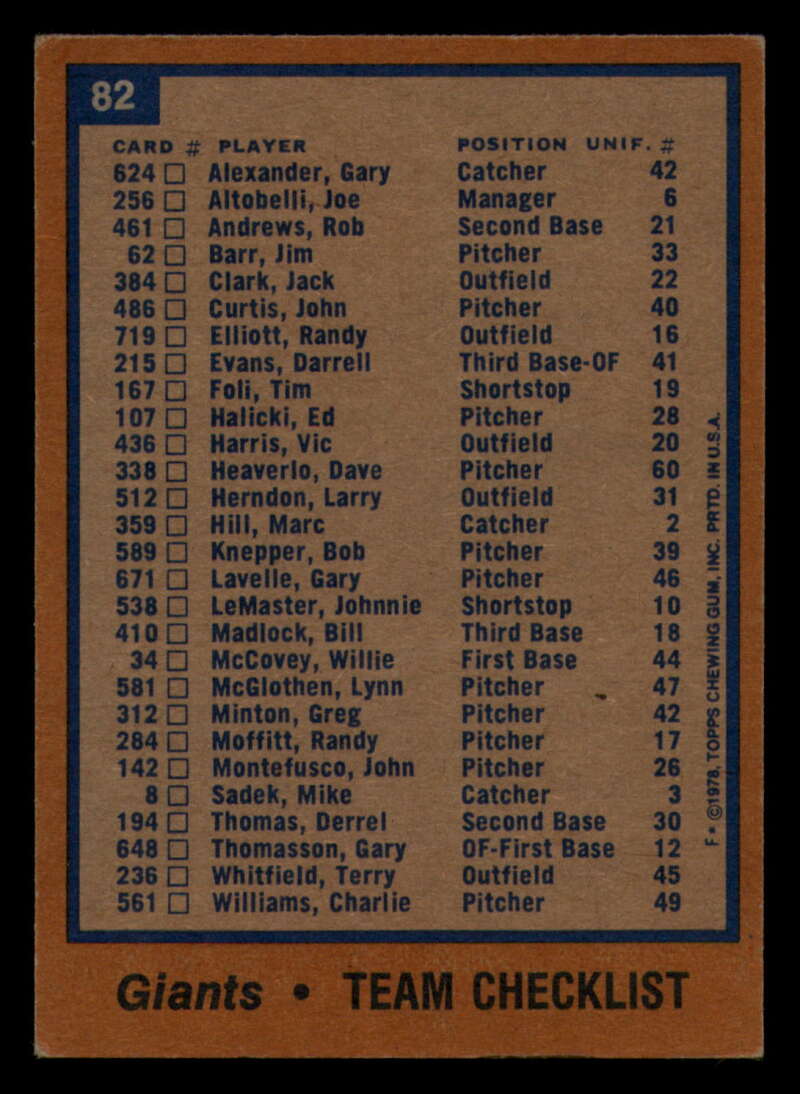 82
CARD # PLAYER POSITION UNIF. #
624 Alexander, Gary Catcher 42
256 Altobelli, Joe Manager 6
461 Andrews, Rob Second Base 21
62 Barr, Jim Pitcher 33
384 Clark, Jack Outfield 22
486 Curtis, John Pitcher 40
719 Elliott, Randy Outfield 16
215 Evans, Darrell Third Base-OF 41
167 Foli, Tim Shortstop 19
107 Halicki, Ed Pitcher 28
436 Harris, Vic Outfield 20
338 Heaverlo, Dave Pitcher 60
512 Herndon, Larry Outfield 31
359 Hill, Marc Catcher 2
589 Knepper, Bob Pitcher 39
671 Lavelle, Gary Pitcher 46
538 LeMaster, Johnnie Shortstop 10
410 Madlock, Bill Third Base 18
34 McCovey, Willie First Base 44
581 McGlothen, Lynn Pitcher 47
312 Minton, Greg Pitcher 42
284 Moffitt, Randy Pitcher 17
142 Montefusco, John Pitcher 26
8 Sadek, Mike Catcher 3
194 Thomas, Derrel Second Base 30
648 Thomasson, Gary OF-First Base 12
236 Whitfield, Terry Outfield 45
561 Williams, Charlie Pitcher 49
F* ©1978, TOPPS CHEWING GUM, INC. PRTD. IN U.S.A.
Giants • TEAM CHECKLIST